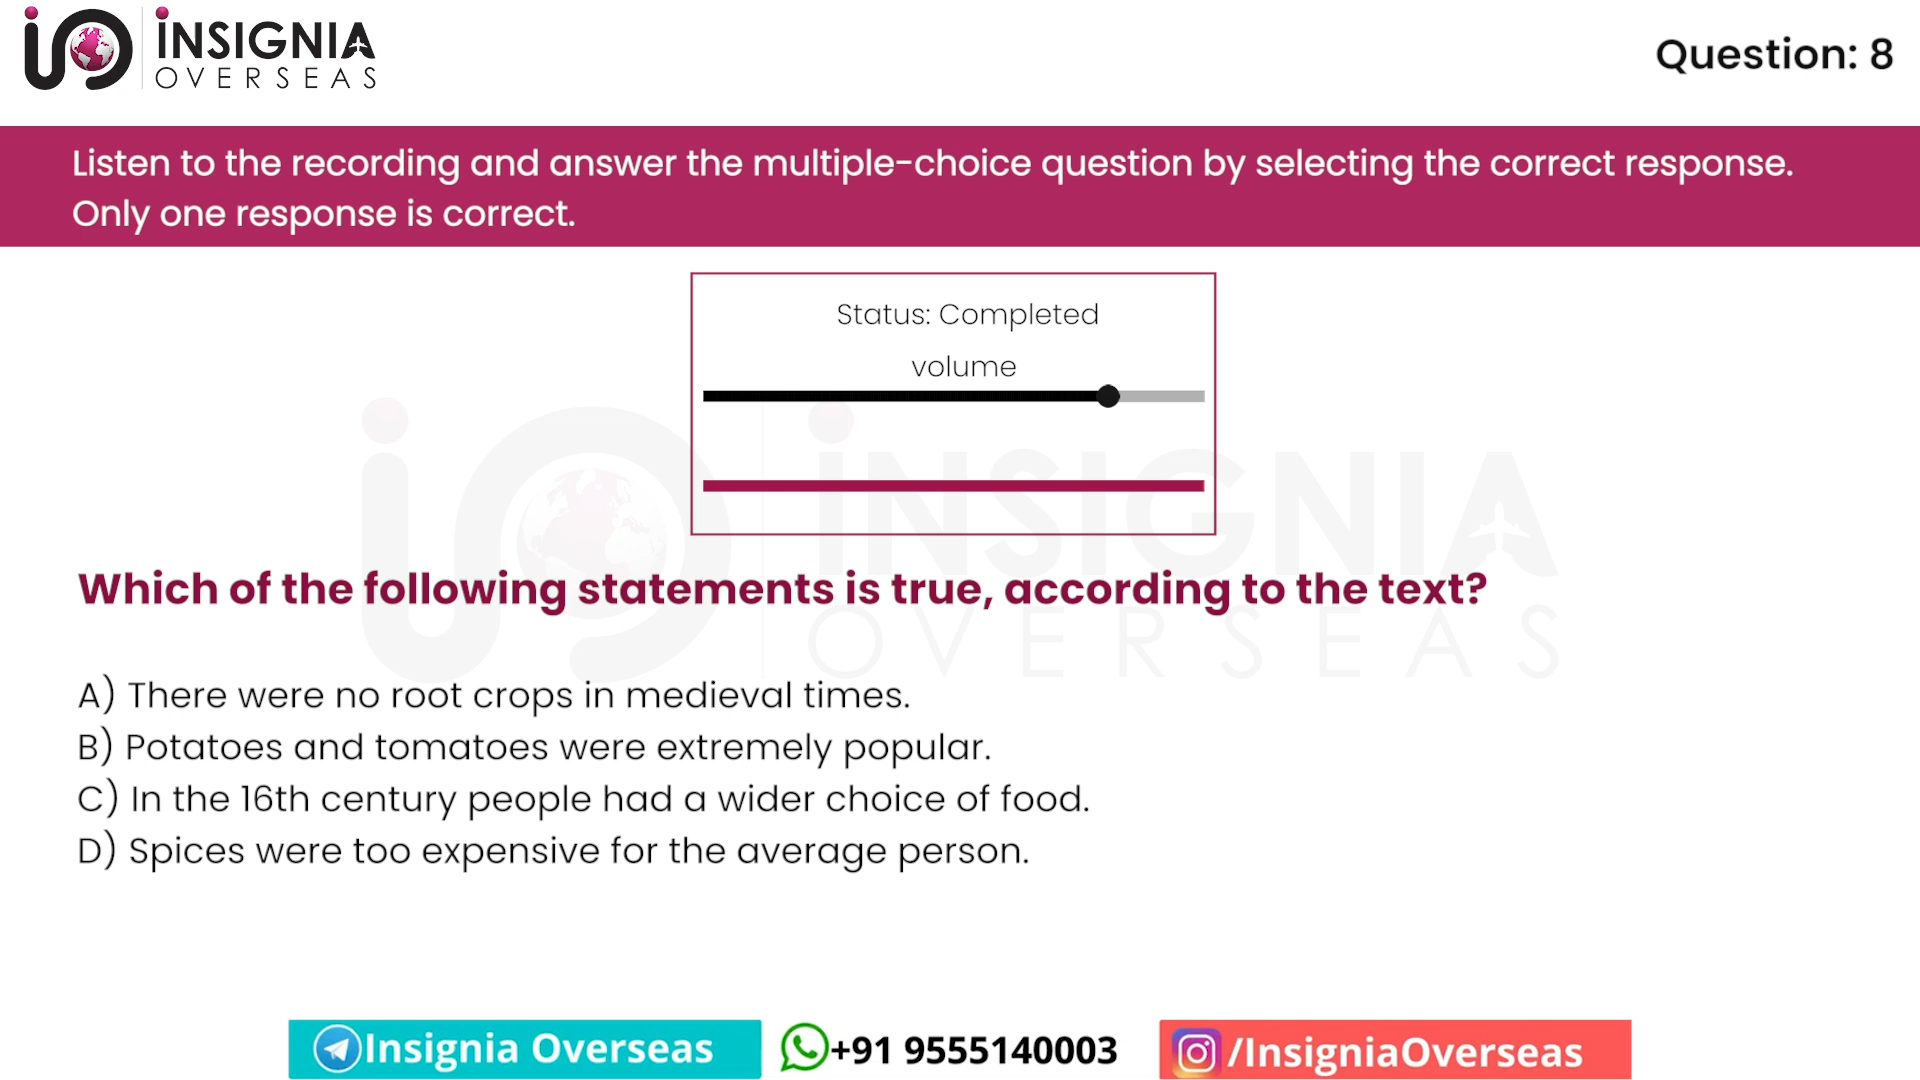 INSIGNIA
OVERSEAS
Question: 8
Listen to the recording and answer the multiple-choice question by selecting the correct response.
Only one response is correct.
Status: Completed
volume
INSIGNIA
OVERSEAS
Which of the following statements is true, according to the text?
A) There were no root crops in medieval times.
B) Potatoes and tomatoes were extremely popular.
C) In the 16th century people had a wider choice of food.
D) Spices were too expensive for the average person.
Insignia Overseas
+91 9555140003
/InsigniaOverseas